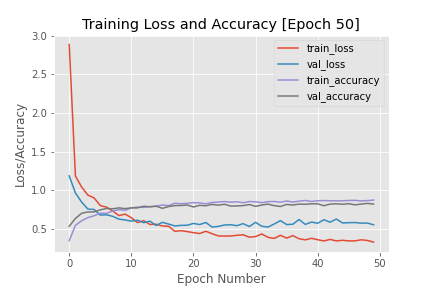 Training Loss and Accuracy [Epoch 50]
Loss/Accuracy
3.0
2.5
2.0
1.5
1.0
0.5
train_loss
val_loss
train_accuracy
val_accuracy
0 10 20 30 40 50
Epoch Number